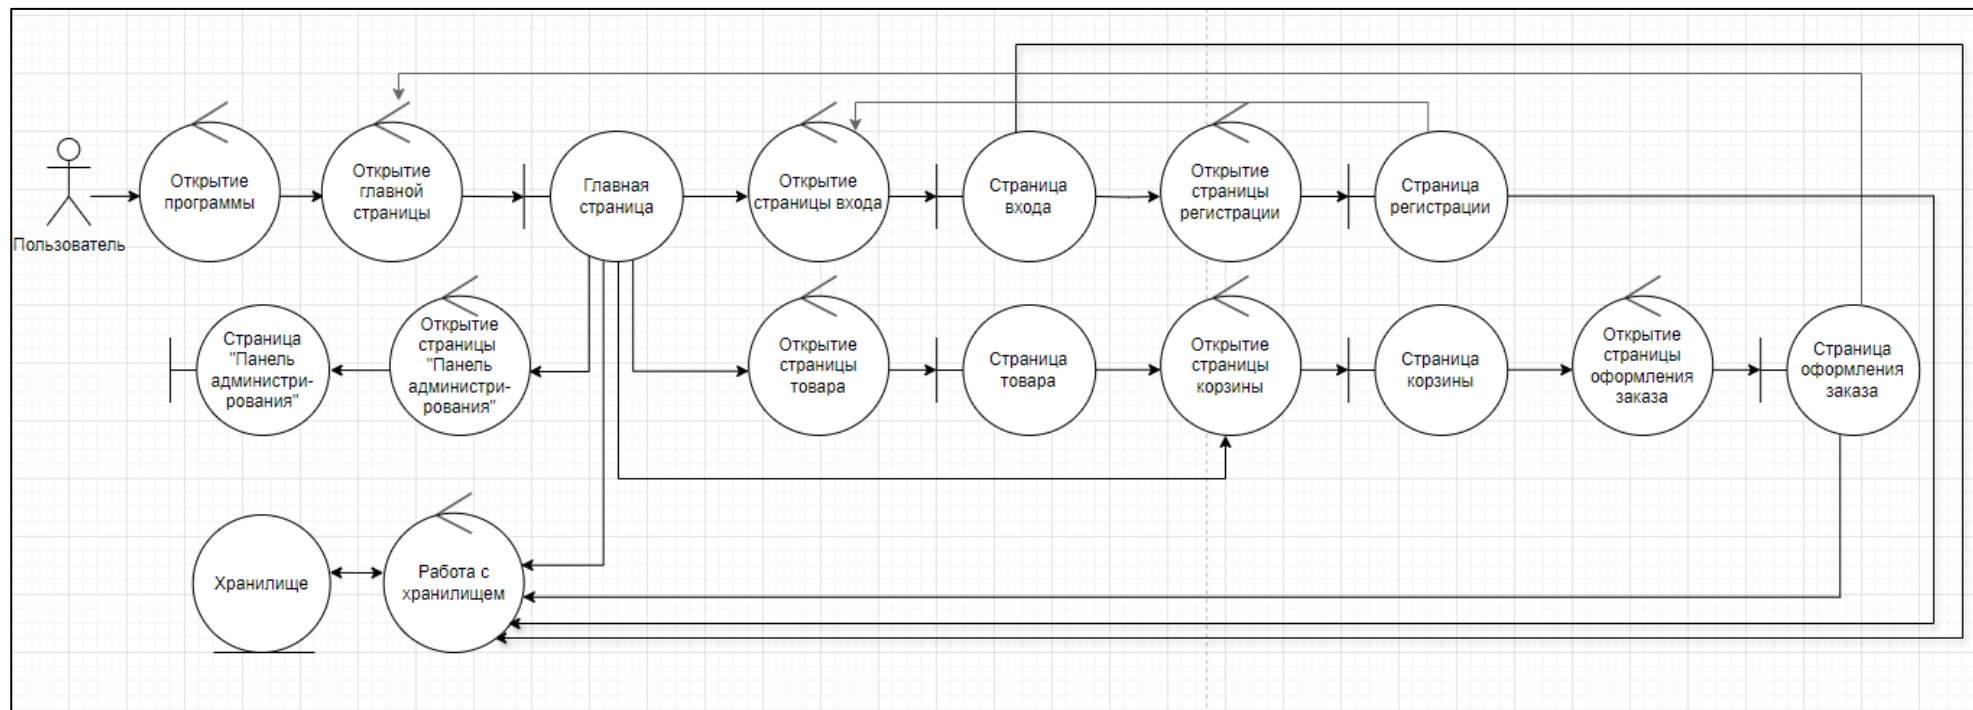 Пользователь
Открытие
программы
Открытие
главной
страницы
Главная
страница
Открытие
страницы входа
Страница
входа
Открытие
страницы
регистрации
Страница
регистрации
Страница
"Панель
администри-
рования"
Открытие
страницы
"Панель
администри-
рования"
Открытие
страницы
товара
Страница
товара
Открытие
страницы
корзины
Страница
корзины
Открытие
страницы
оформления
заказа
Страница
оформления
заказа
Хранилище
Работа с
хранилищем